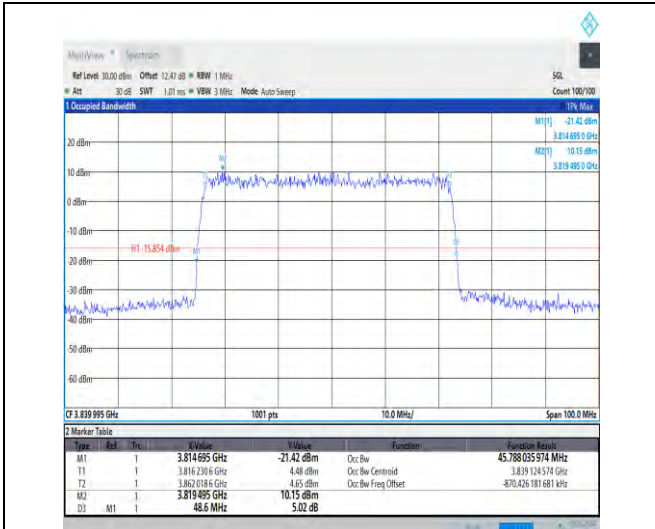 MultiView Spectrum
Ref Level 30.00 dBm Offset 12.47 dB RBW 1 MHz SGL
Att 30 dB SWT 1.01 ms VBW 3 MHz Mode Auto Sweep Count 100/100
1 Occupied Bandwidth 1Pk Max
M1[1] -21.42 dBm
3.814 695 0 GHz
20 dBm
M2[1] 10.15 dBm
3.819 495 0 GHz
M2
10 dBm
0 dBm
-10 dBm
H1 -15.854 dBm M1
-20 dBm
-30 dBm
-40 dBm
-50 dBm
-60 dBm
CF 3.839 995 GHz 1001 pts 10.0 MHz/ Span 100.0 MHz
2 Marker Table
Type Ref Trc X-Value Y-Value Function Function Result
M1 1 3.814 695 GHz -21.42 dBm Occ Bw 45.788 035 974 MHz
T1 1 3.816 230 6 GHz 4.48 dBm Occ Bw Centroid 3.839 124 574 GHz
T2 1 3.862 018 6 GHz 4.65 dBm Occ Bw Freq Offset -870.426 181 681 kHz
M2 1 3.819 495 GHz 10.15 dBm
D3 M1 1 48.6 MHz 5.02 dB